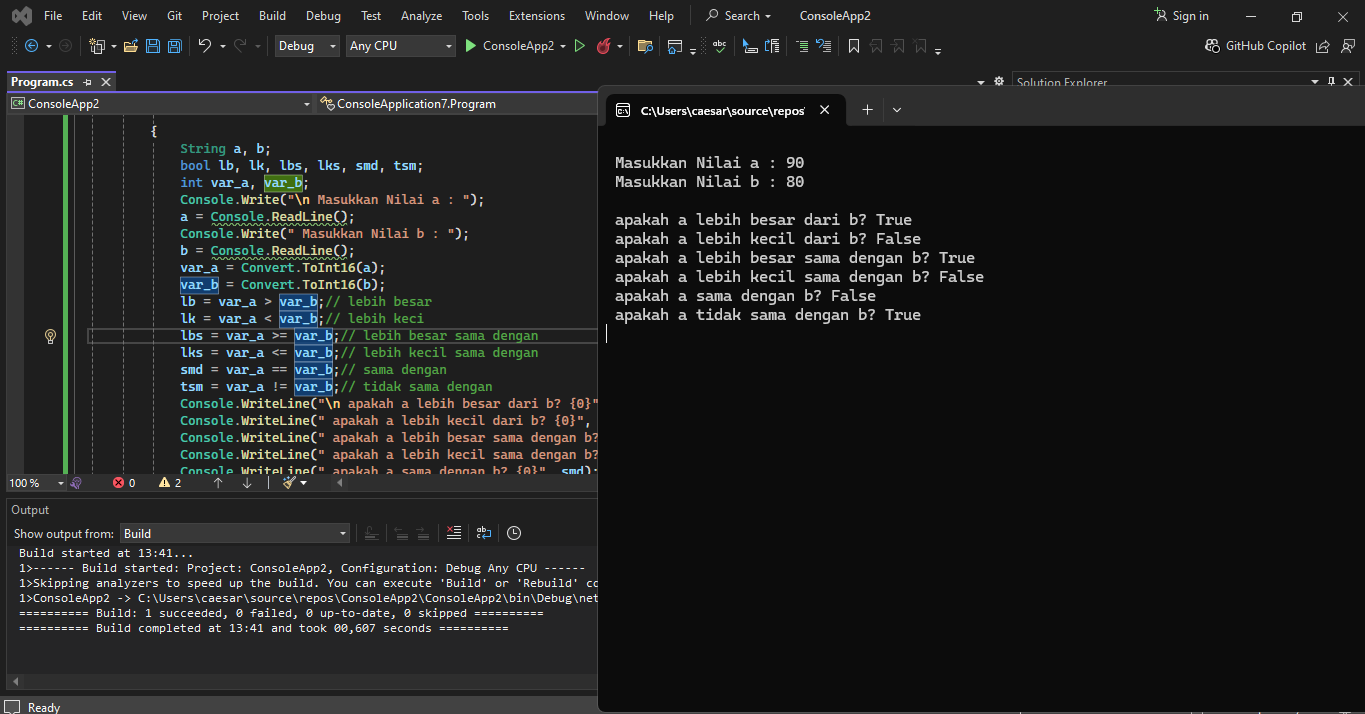 File Edit View Git Project Build Debug Test Analyze Tools Extensions Window Help Search ConsoleApp2 Sign in
Debug Any CPU ConsoleApp2 GitHub Copilot
Program.cs
Solution Explorer
C# ConsoleApp2 ConsoleApplication7.Program
{
String a, b;
bool lb, lk, lbs, lks, smd, tsm;
int var_a, var_b;
Console.Write("\n Masukkan Nilai a : ");
a = Console.ReadLine();
Console.Write(" Masukkan Nilai b : ");
b = Console.ReadLine();
var_a = Convert.ToInt16(a);
var_b = Convert.ToInt16(b);
lb = var_a > var_b;// lebih besar
lk = var_a < var_b;// lebih keci
lbs = var_a >= var_b;// lebih besar sama dengan
lks = var_a <= var_b;// lebih kecil sama dengan
smd = var_a == var_b;// sama dengan
tsm = var_a != var_b;// tidak sama dengan
Console.WriteLine("\n apakah a lebih besar dari b? {0}"
Console.WriteLine(" apakah a lebih kecil dari b? {0}",
Console.WriteLine(" apakah a lebih besar sama dengan b?
Console.WriteLine(" apakah a lebih kecil sama dengan b?
Console.WriteLine(" apakah a sama dengan b? {0}", smd);
100 % 0 2
Output
Show output from: Build
Build started at 13:41...
1>------ Build started: Project: ConsoleApp2, Configuration: Debug Any CPU ------
1>Skipping analyzers to speed up the build. You can execute 'Build' or 'Rebuild' co
1>ConsoleApp2 -> C:\Users\caesar\source\repos\ConsoleApp2\ConsoleApp2\bin\Debug\net
========== Build: 1 succeeded, 0 failed, 0 up-to-date, 0 skipped ==========
========== Build completed at 13:41 and took 00,607 seconds ==========
Ready
C:\Users\caesar\source\repos
Masukkan Nilai a : 90
Masukkan Nilai b : 80
apakah a lebih besar dari b? True
apakah a lebih kecil dari b? False
apakah a lebih besar sama dengan b? True
apakah a lebih kecil sama dengan b? False
apakah a sama dengan b? False
apakah a tidak sama dengan b? True